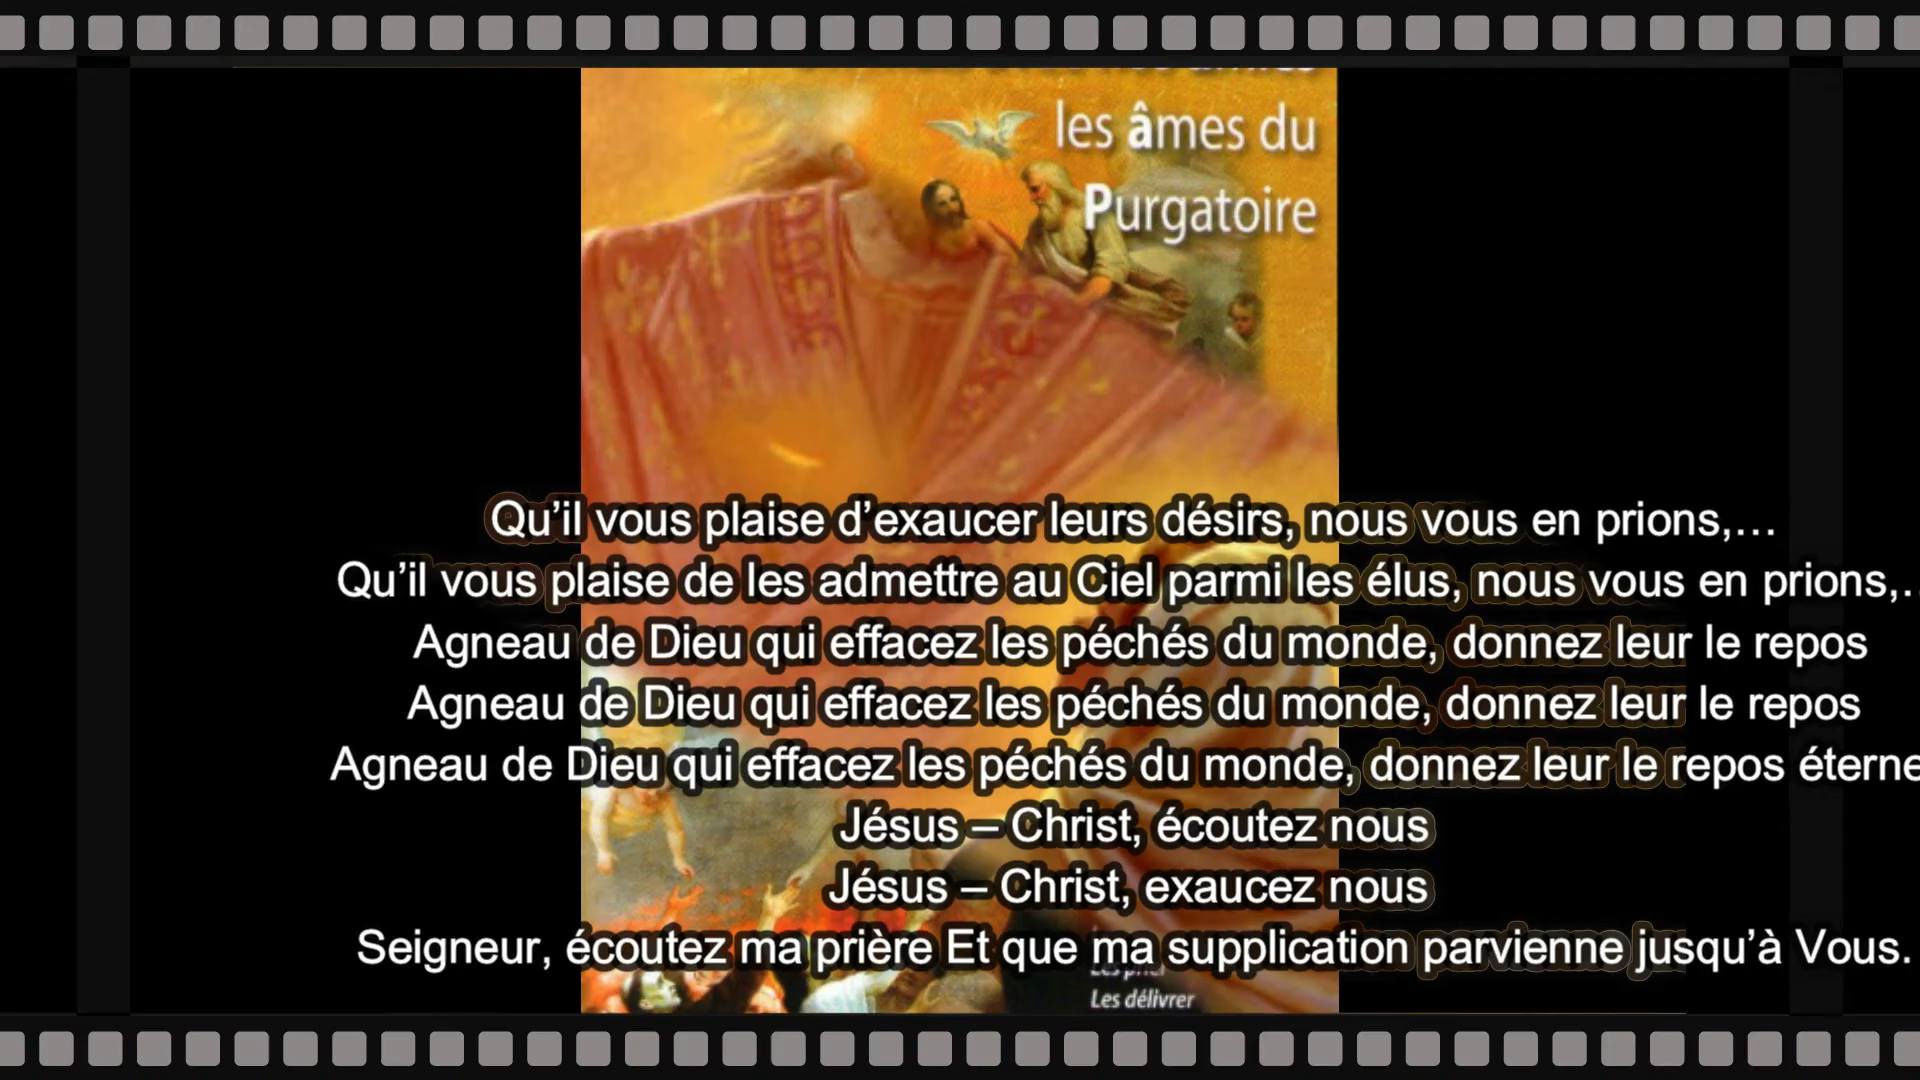 les âmes du
Purgatoire
Qu’il vous plaise d’exaucer leurs désirs, nous vous en prions,…
Qu’il vous plaise de les admettre au Ciel parmi les élus, nous vous en prions,
Agneau de Dieu qui effacez les péchés du monde, donnez leur le repos
Agneau de Dieu qui effacez les péchés du monde, donnez leur le repos
Agneau de Dieu qui effacez les péchés du monde, donnez leur le repos éterne
Jésus – Christ, écoutez nous
Jésus – Christ, exaucez nous
Seigneur, écoutez ma prière Et que ma supplication parvienne jusqu’à Vous.
Les prier
Les délivrer